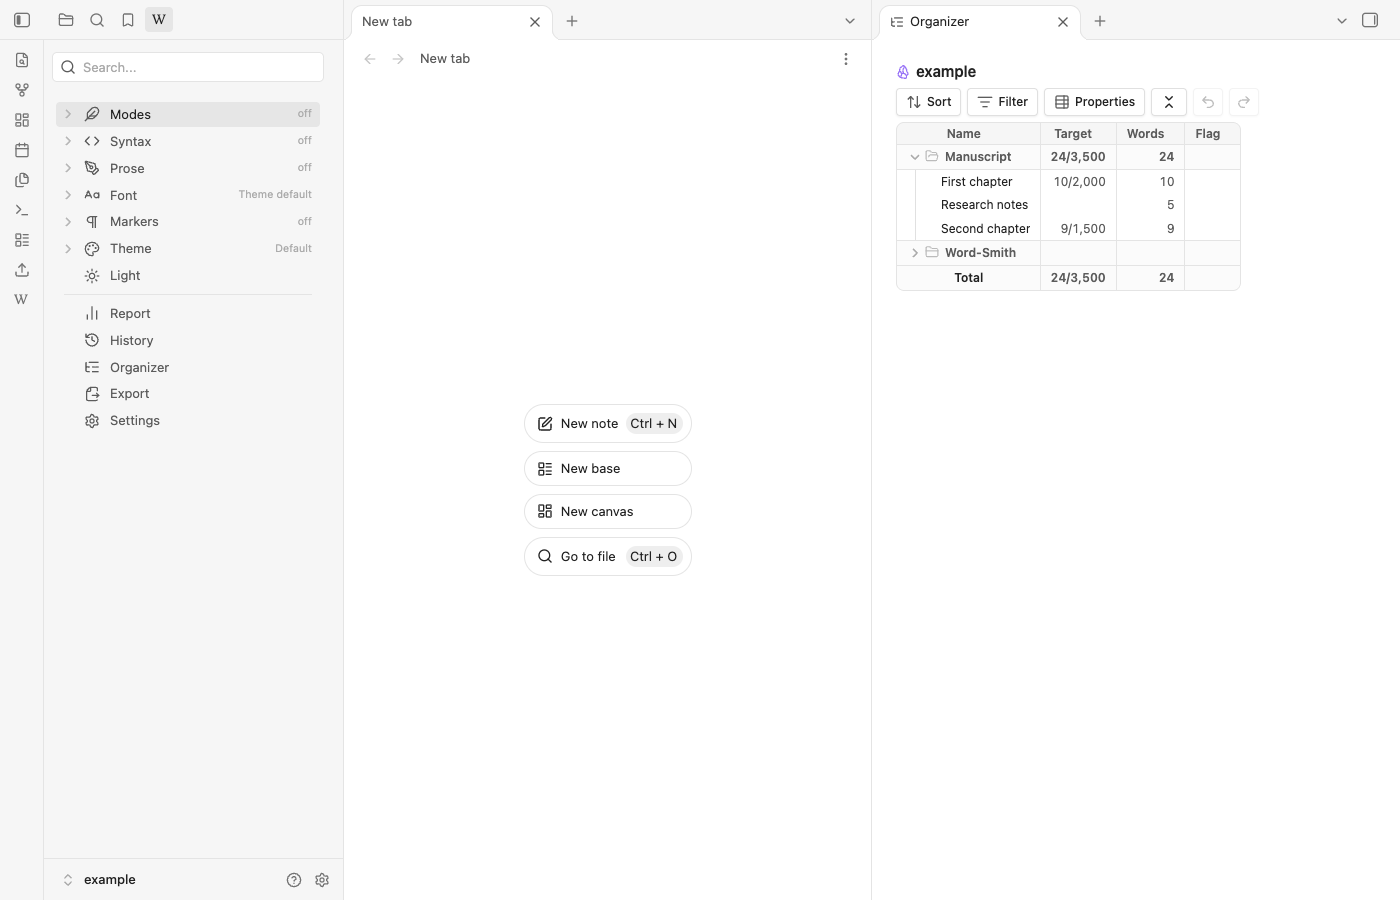 W
New tab
Organizer
Search...
Modes off
Syntax off
Prose off
Aa Font Theme default
Markers off
Theme Default
Light
Report
History
Organizer
Export
Settings
W
New tab
New note Ctrl + N
New base
New canvas
Go to file Ctrl + O
example
Sort Filter Properties
Name Target Words Flag
Manuscript 24/3,500 24
First chapter 10/2,000 10
Research notes 5
Second chapter 9/1,500 9
Word-Smith
Total 24/3,500 24
example